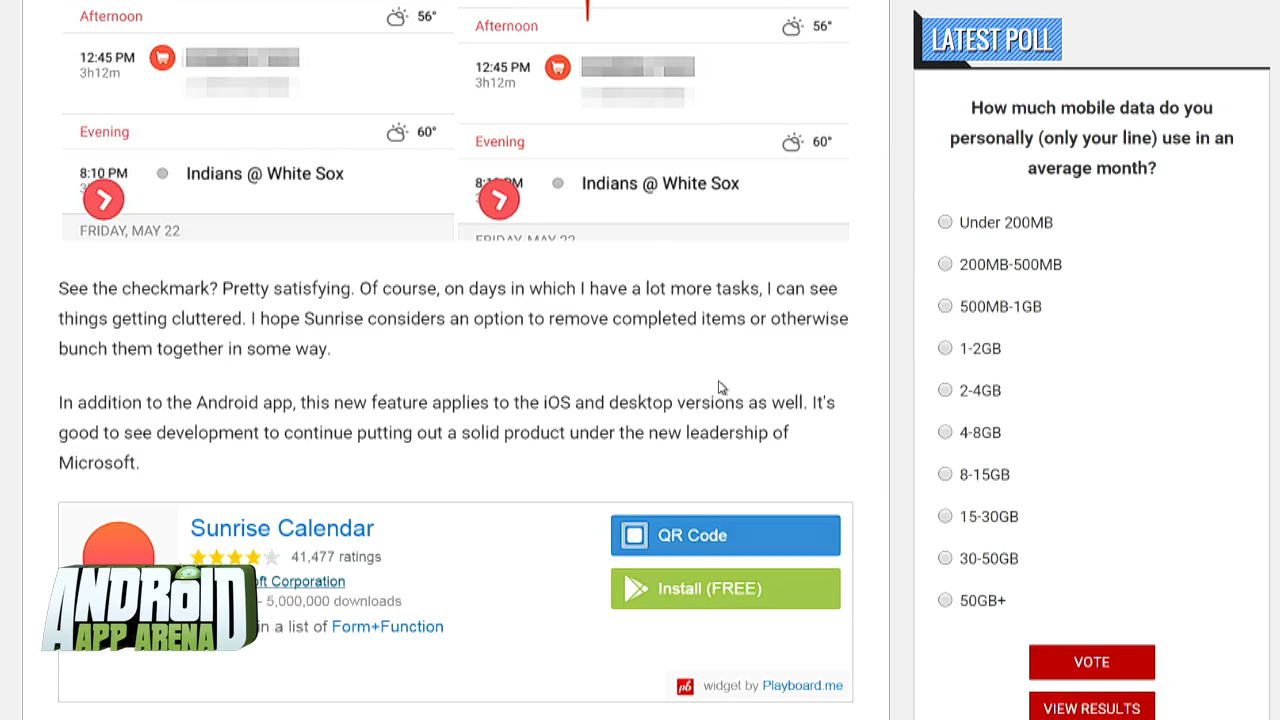 Afternoon 56°
12:45 PM
3h12m
Evening 60°
8:10 PM Indians @ White Sox
FRIDAY, MAY 22
Afternoon 56°
12:45 PM
3h12m
Evening 60°
Indians @ White Sox
FRIDAY, MAY 22
See the checkmark? Pretty satisfying. Of course, on days in which I have a lot more tasks, I can see
things getting cluttered. I hope Sunrise considers an option to remove completed items or otherwise
bunch them together in some way.
In addition to the Android app, this new feature applies to the iOS and desktop versions as well. It's
good to see development to continue putting out a solid product under the new leadership of
Microsoft.
Sunrise Calendar
41,477 ratings
Corporation
- 5,000,000 downloads
in a list of Form+Function
QR Code
Install (FREE)
widget by Playboard.me
ANDROID
APP ARENA
LATEST POLL
How much mobile data do you
personally (only your line) use in an
average month?
Under 200MB
200MB-500MB
500MB-1GB
1-2GB
2-4GB
4-8GB
8-15GB
15-30GB
30-50GB
50GB+
VOTE
VIEW RESULTS